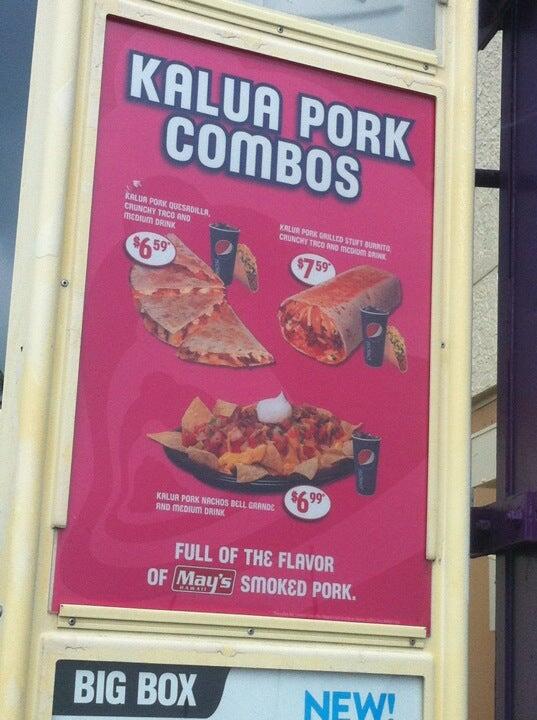 KALUA PORK
COMBOS
KALUA PORK QUESADILLA,
CRUNCHY TACO AND
MEDIUM DRINK
$6.59*
KALUA PORK GRILLED STUFT BURRITO
CRUNCHY TACO AND MEDIUM DRINK
$7.59*
KALUA PORK NACHOS BELL GRANDE
AND MEDIUM DRINK
$6.99*
FULL OF THE FLAVOR
OF May's SMOKED PORK.
HAWAII
BIG BOX
NEW!